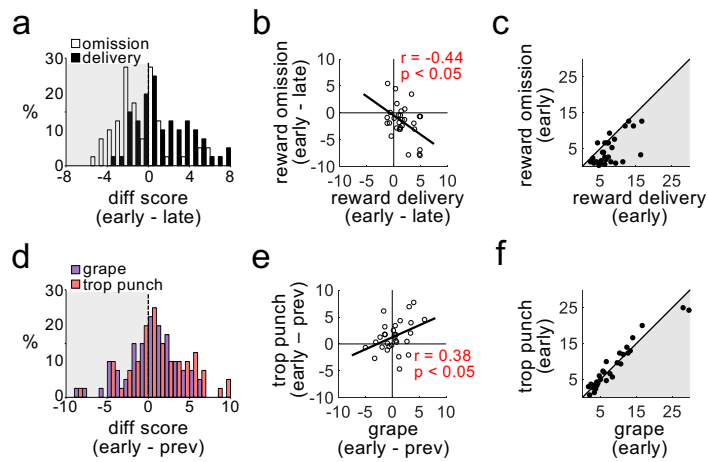 a
omission
delivery
30
20
10
0
%
-8
-4
0
4
8
diff score
(early - late)
b
reward omission
(early - late)
10
5
0
-5
-10
r = -0.44
p < 0.05
-10
-5
0
5
10
reward delivery
(early - late)
c
reward omission
(early)
25
15
5
5
15
25
reward delivery
(early)
d
grape
trop punch
30
20
10
0
%
-10
-5
0
5
10
diff score
(early - prev)
e
trop punch
(early – prev)
10
5
0
-5
-10
r = 0.38
p < 0.05
-10
-5
0
5
10
grape
(early - prev)
f
trop punch
(early)
25
15
5
5
15
25
grape
(early)